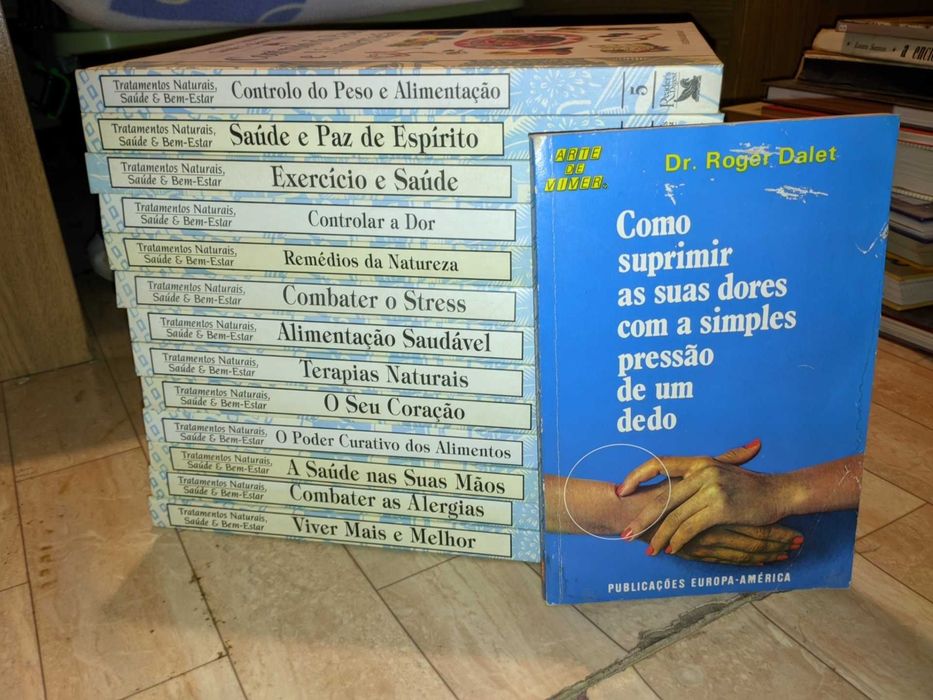 Tratamentos Naturais,
Saúde & Bem-Estar
Controlo do Peso e Alimentação
5
Reader's
Digest
Tratamentos Naturais,
Saúde & Bem-Estar
Saúde e Paz de Espírito
Tratamentos Naturais,
Saúde & Bem-Estar
Exercício e Saúde
Tratamentos Naturais,
Saúde & Bem-Estar
Controlar a Dor
Tratamentos Naturais,
Saúde & Bem-Estar
Remédios da Natureza
Tratamentos Naturais,
Saúde & Bem-Estar
Combater o Stress
Tratamentos Naturais,
Saúde & Bem-Estar
Alimentação Saudável
Tratamentos Naturais,
Saúde & Bem-Estar
Terapias Naturais
Tratamentos Naturais,
Saúde & Bem-Estar
O Seu Coração
Tratamentos Naturais,
Saúde & Bem-Estar
O Poder Curativo dos Alimentos
Tratamentos Naturais,
Saúde & Bem-Estar
A Saúde nas Suas Mãos
Tratamentos Naturais,
Saúde & Bem-Estar
Combater as Alergias
Tratamentos Naturais,
Saúde & Bem-Estar
Viver Mais e Melhor
ARTE
DE
VIVER
Dr. Roger Dalet
Como
suprimir
as suas dores
com a simples
pressão
de um
dedo
PUBLICAÇÕES EUROPA-AMÉRICA